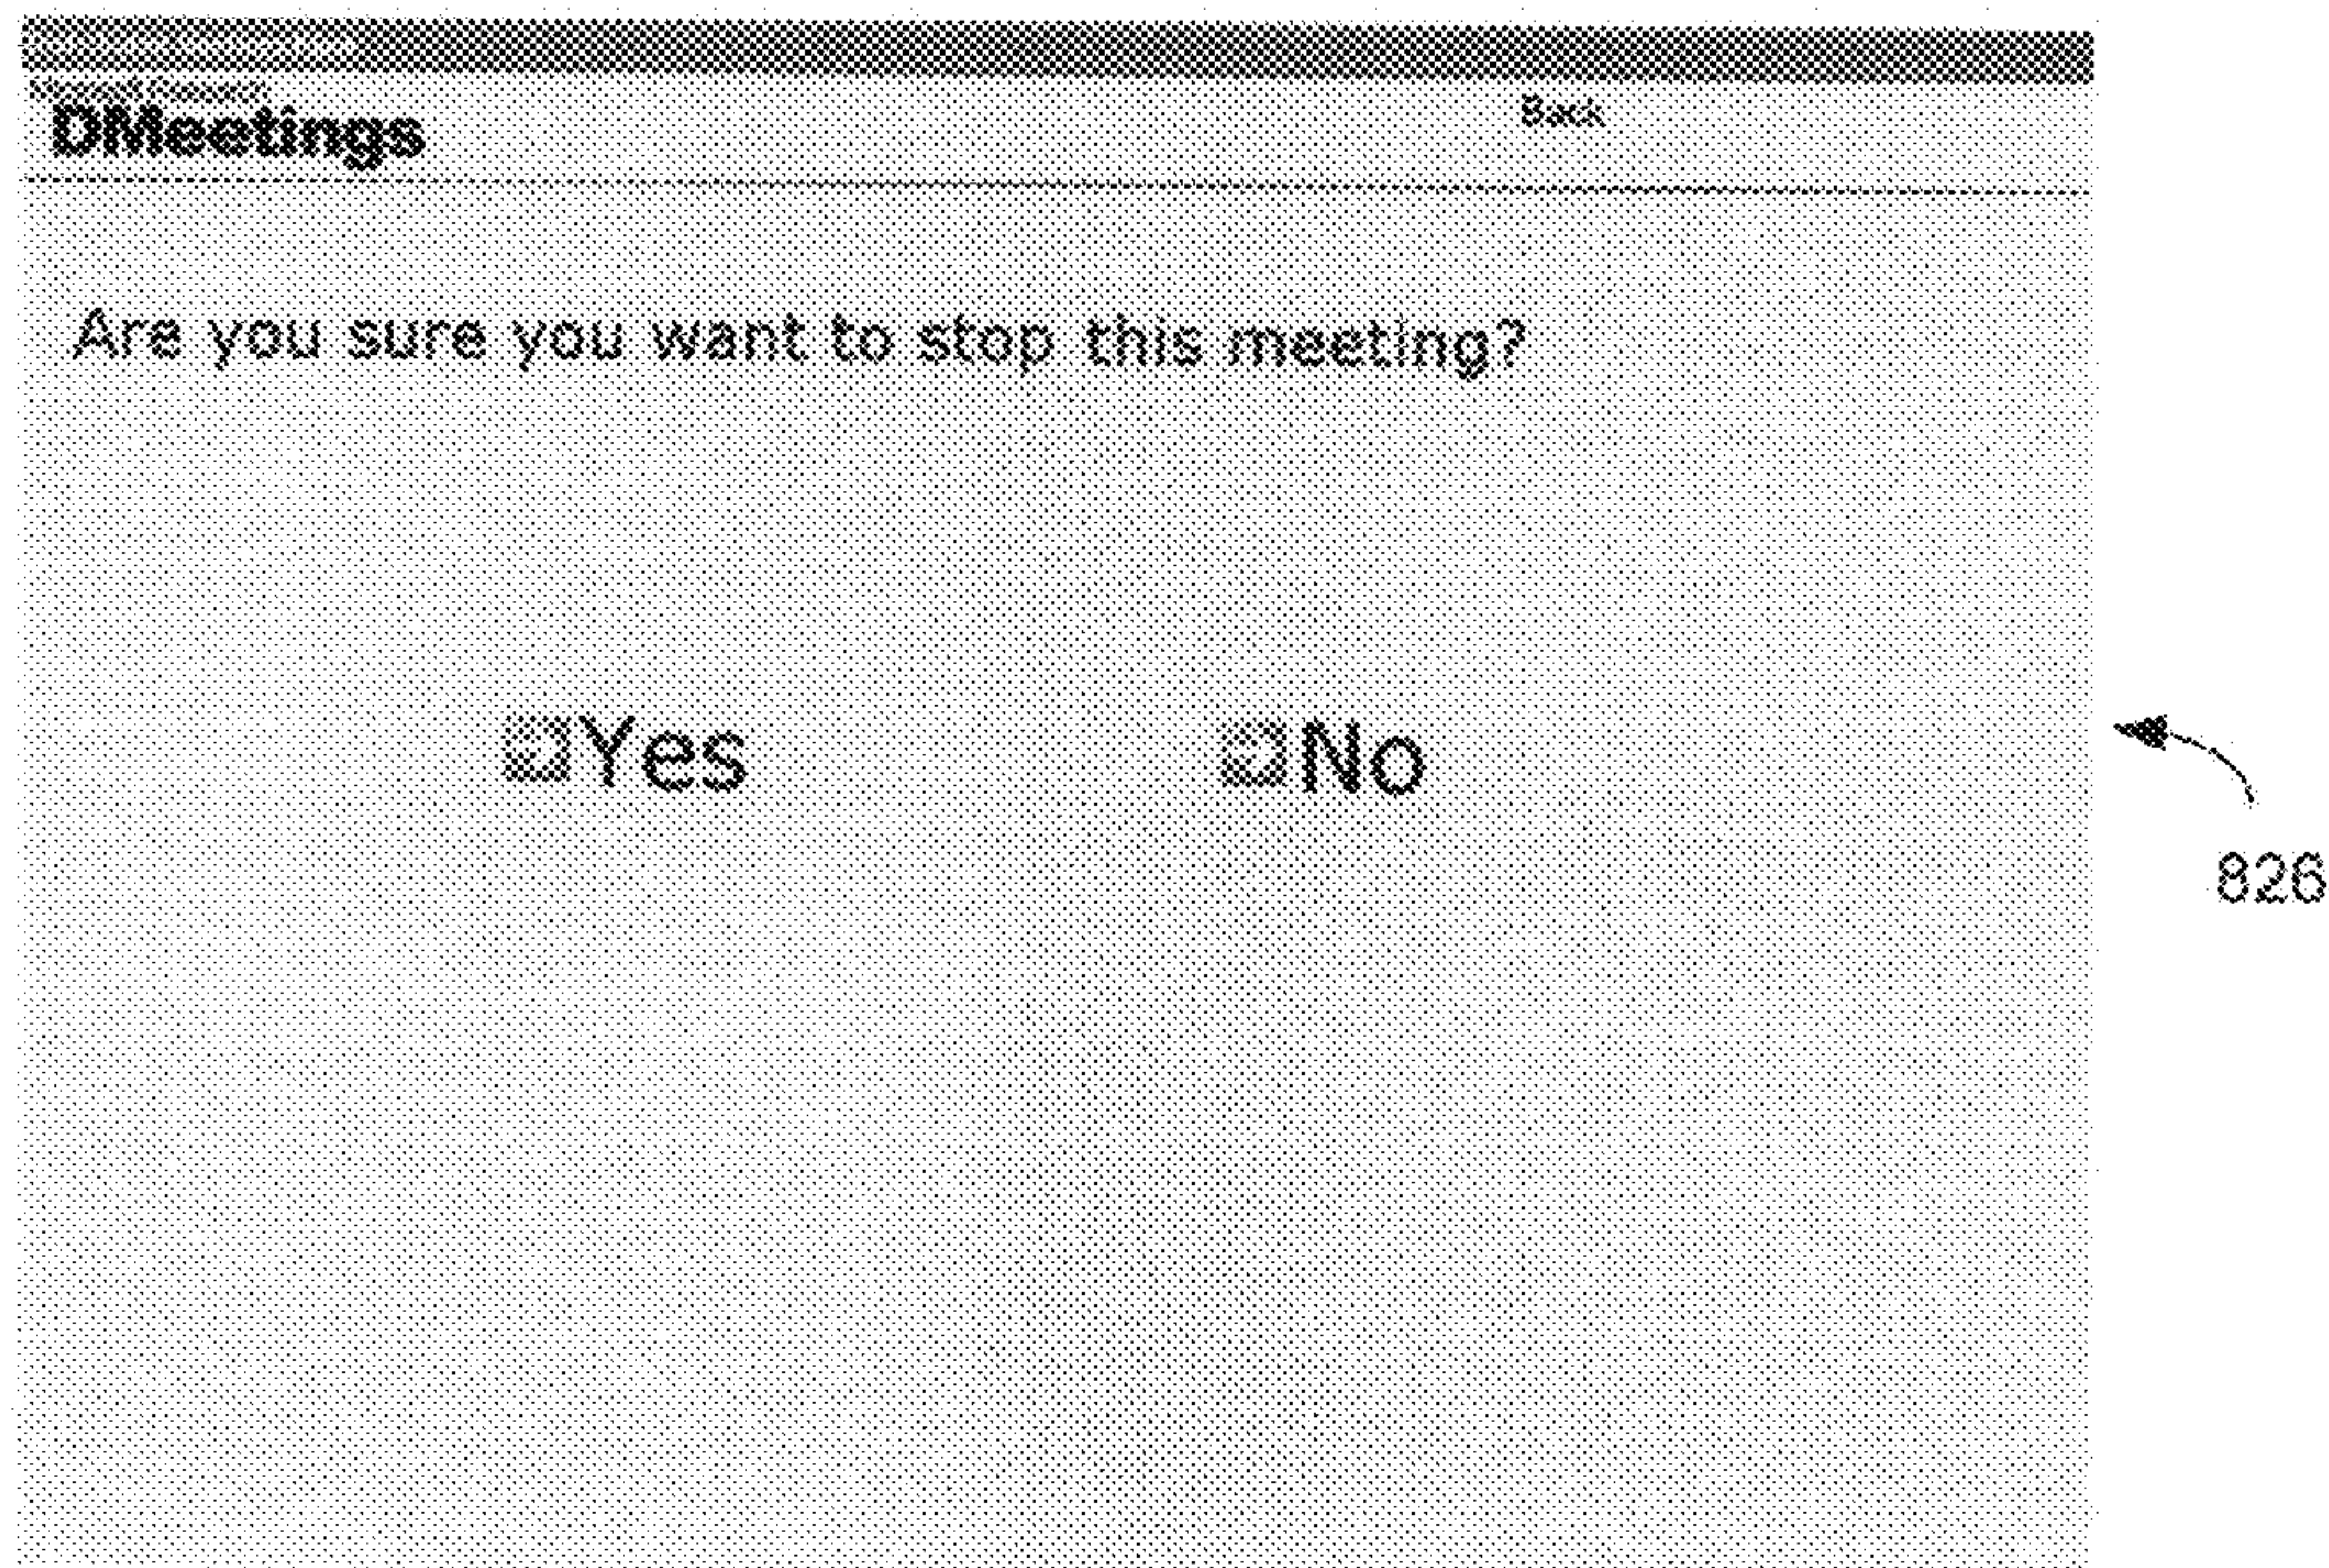 DMeetings
Back
Are you sure you want to stop this meeting?
Yes
No
826